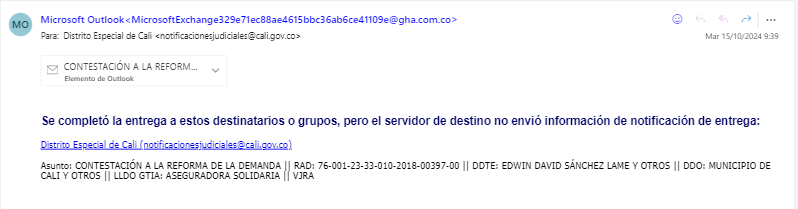 MO
Microsoft Outlook<MicrosoftExchange329e71ec88ae4615bbc36ab6ce41109e@gha.com.co>
Para: Distrito Especial de Cali <notificacionesjudiciales@cali.gov.co>
Mar 15/10/2024 9:39
CONTESTACIÓN A LA REFORM...
Elemento de Outlook
Se completó la entrega a estos destinatarios o grupos, pero el servidor de destino no envió información de notificación de entrega:
Distrito Especial de Cali (notificacionesjudiciales@cali.gov.co)
Asunto: CONTESTACIÓN A LA REFORMA DE LA DEMANDA || RAD: 76-001-23-33-010-2018-00397-00 || DDTE: EDWIN DAVID SÁNCHEZ LAME Y OTROS || DDO: MUNICIPIO DE
CALI Y OTROS || LLDO GTIA: ASEGURADORA SOLIDARIA || VJRA